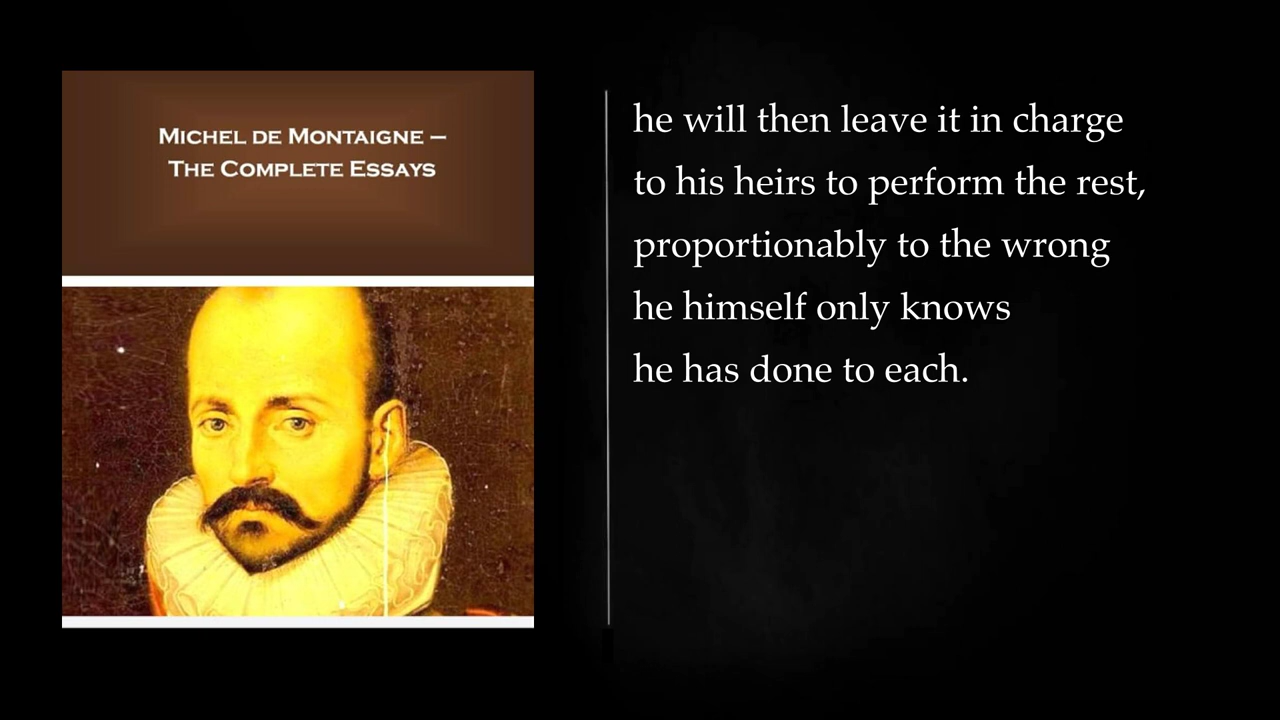 MICHEL DE MONTAIGNE –
THE COMPLETE ESSAYS
he will then leave it in charge
to his heirs to perform the rest,
proportionably to the wrong
he himself only knows
he has done to each.